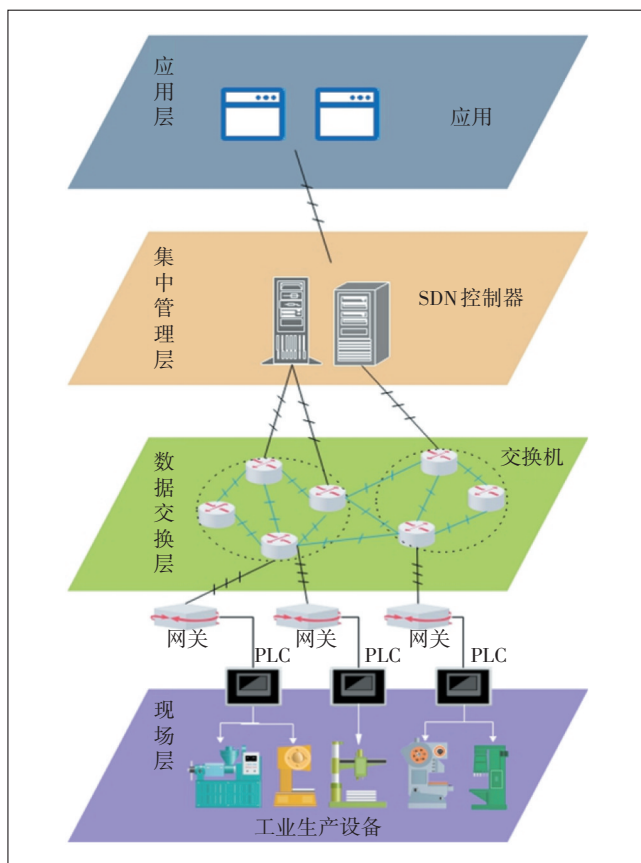 应用层
应用
集中管理层
SDN控制器
数据交换层
交换机
网关
网关
网关
PLC
PLC
PLC
现场层
工业生产设备